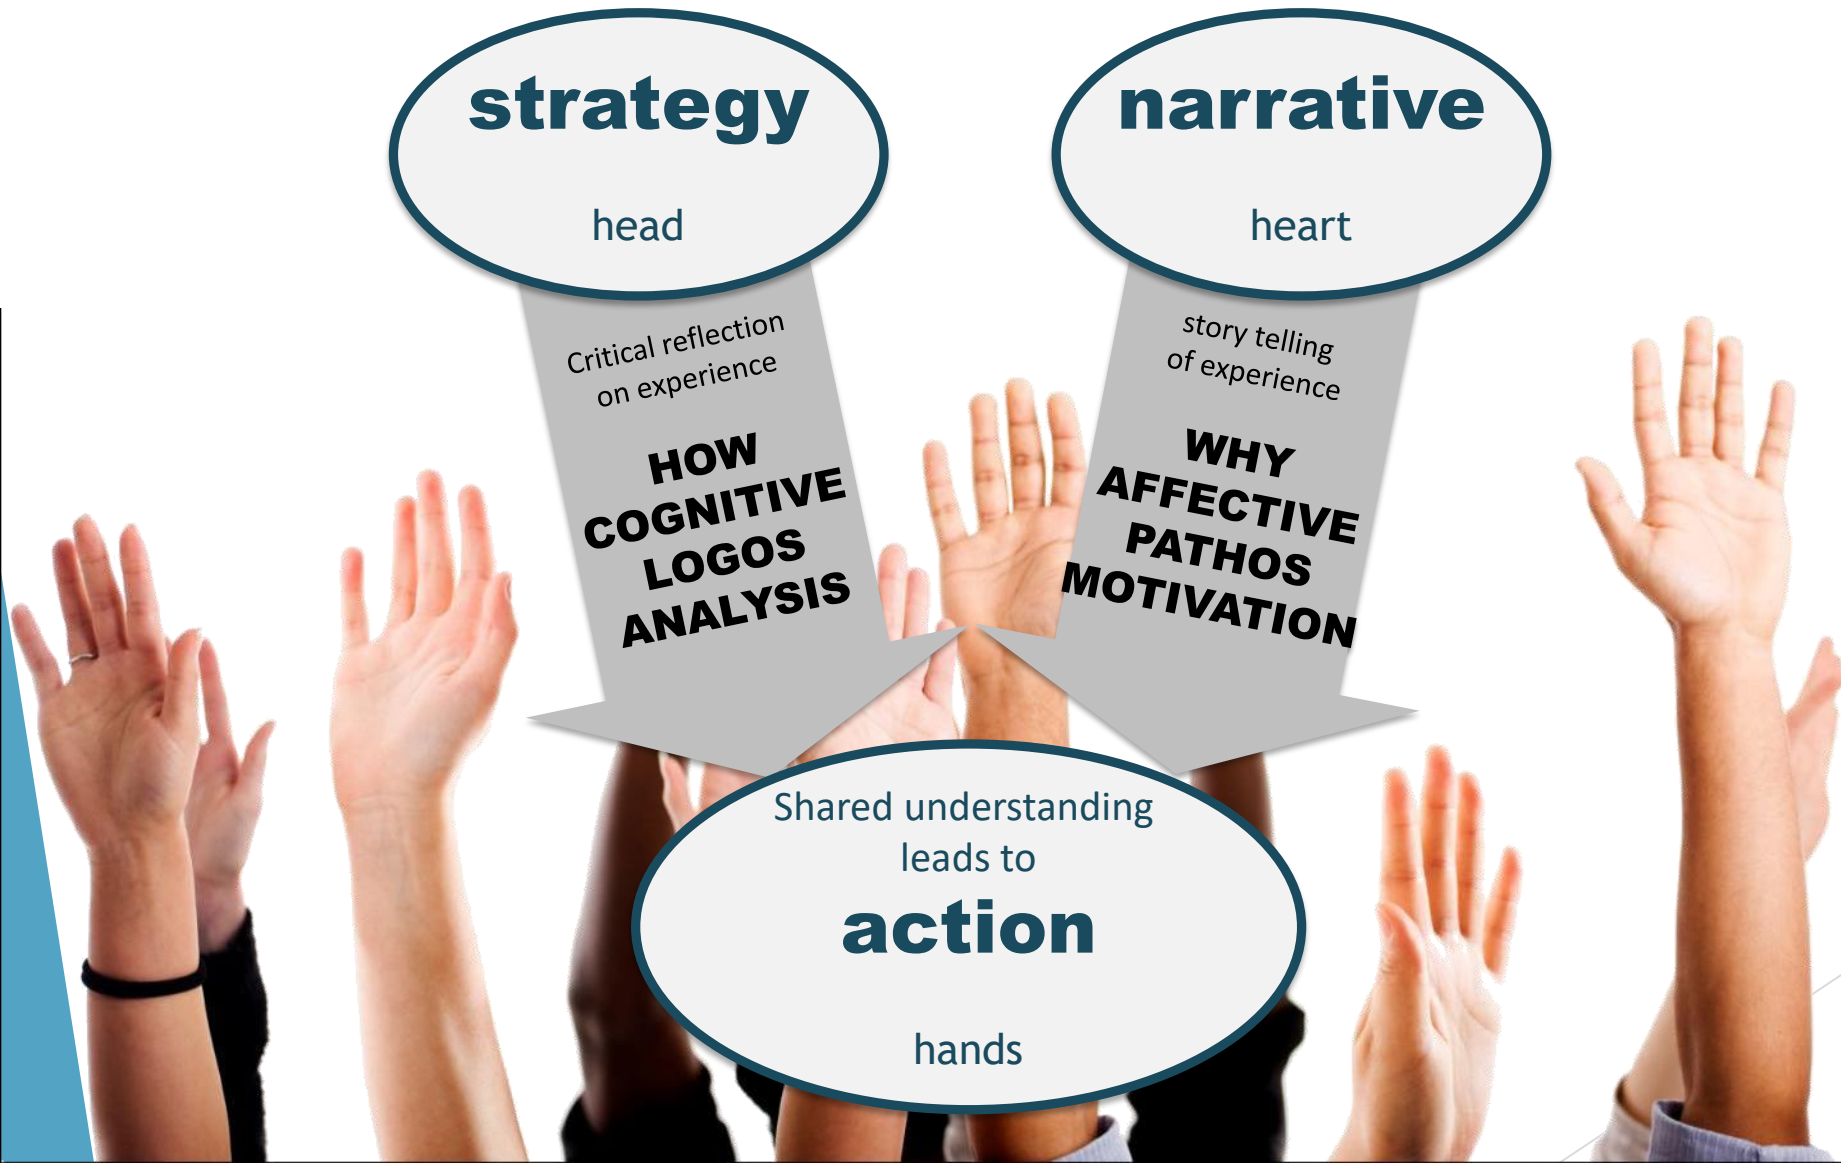 strategy
head
narrative
heart
Critical reflection
on experience
HOW
COGNITIVE
LOGOS
ANALYSIS
story telling
of experience
WHY
AFFECTIVE
PATHOS
MOTIVATION
Shared understanding
leads to
action
hands